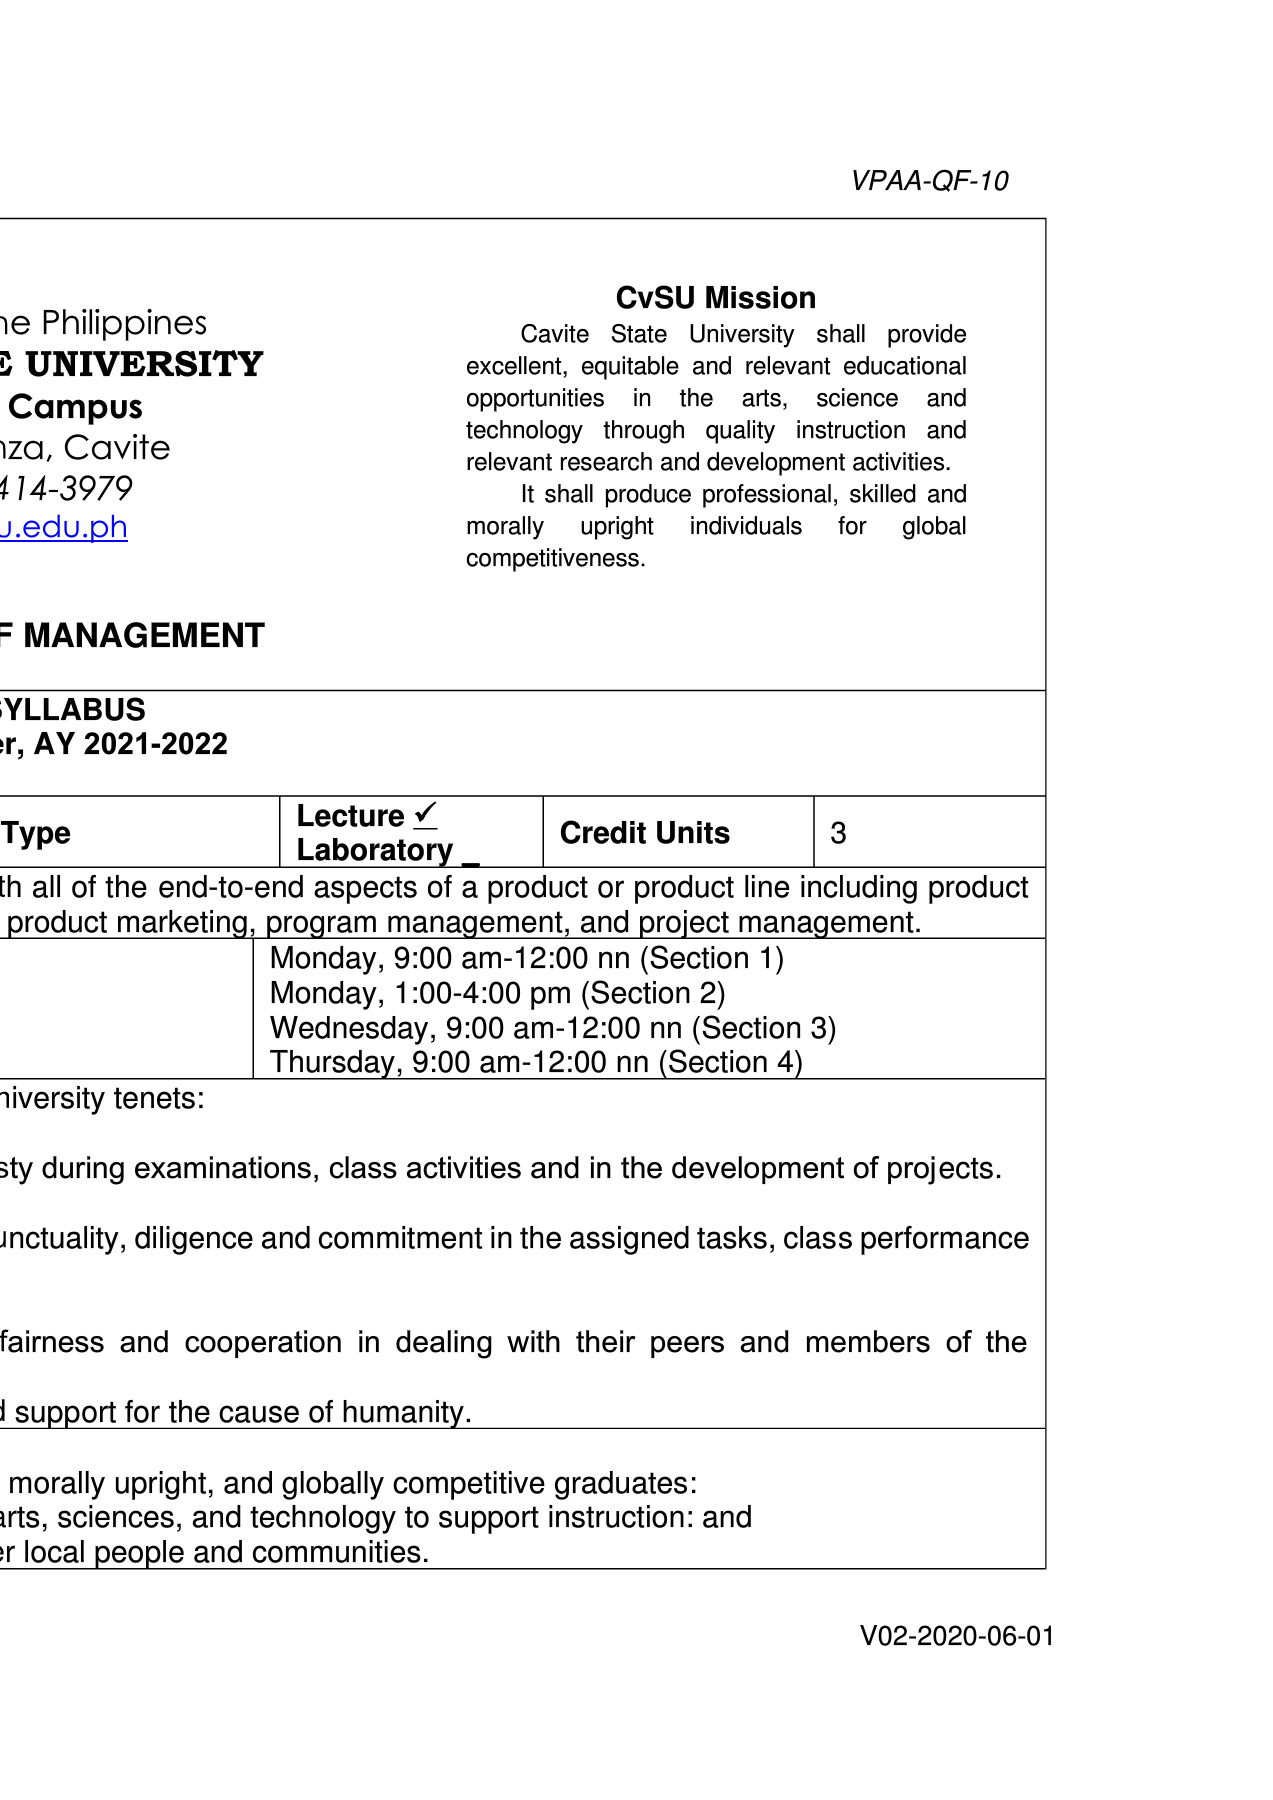 VPAA-QF-10
ne Philippines
E UNIVERSITY
Campus
nza, Cavite
414-3979
u.edu.ph
CvSU Mission
Cavite State University shall provide
excellent, equitable and relevant educational
opportunities in the arts, science and
technology through quality instruction and
relevant research and development activities.
It shall produce professional, skilled and
morally upright individuals for global
competitiveness.
F MANAGEMENT
SYLLABUS
er, AY 2021-2022
Type
Lecture ✓
Laboratory _
Credit Units
3
th all of the end-to-end aspects of a product or product line including product
product marketing, program management, and project management.
Monday, 9:00 am-12:00 nn (Section 1)
Monday, 1:00-4:00 pm (Section 2)
Wednesday, 9:00 am-12:00 nn (Section 3)
Thursday, 9:00 am-12:00 nn (Section 4)
niversity tenets:
sty during examinations, class activities and in the development of projects.
unctuality, diligence and commitment in the assigned tasks, class performance
fairness and cooperation in dealing with their peers and members of the
d support for the cause of humanity.
morally upright, and globally competitive graduates:
arts, sciences, and technology to support instruction: and
er local people and communities.
V02-2020-06-01